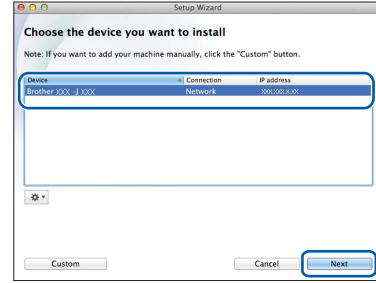 Setup Wizard
Choose the device you want to install
Note: If you want to add your machine manually, click the "Custom" button.
Device Connection IP address
Brother XXX -J XXX Network XXX.XXX.X.XX
Custom Cancel Next